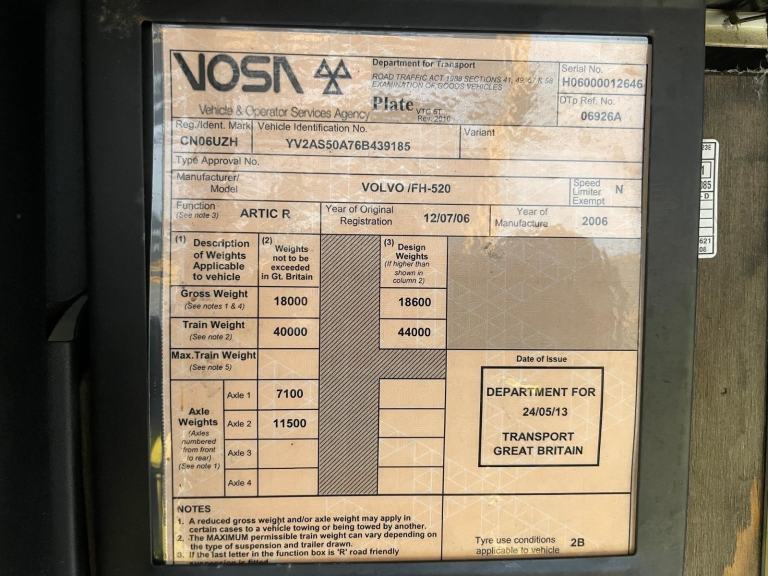 VOSA
Vehicle & Operator Services Agency
Department for Transport
ROAD TRAFFIC ACT 1988 SECTIONS 41, 49, 57 & 58
EXAMINATION OF GOODS VEHICLES
Plate VTG 6T
Rev. 2010
Serial No.
H06000012646
DTp Ref. No.
06926A
Reg./Ident. Mark
CN06UZH
Vehicle Identification No.
YV2AS50A76B439185
Variant
Type Approval No.
Manufacturer/
Model
VOLVO /FH-520
Speed
Limiter
Exempt
N
Function
(See note 3)
ARTIC R
Year of Original
Registration
12/07/06
Year of
Manufacture
2006
(1) Description
of Weights
Applicable
to vehicle
(2) Weights
not to be
exceeded
in Gt. Britain
(3) Design
Weights
(if higher than
shown in
column 2)
Gross Weight
(See notes 1 & 4)
18000
18600
Train Weight
(See note 2)
40000
44000
Max.Train Weight
(See note 5)
Axle
Weights
(Axles
numbered
from front
to rear)
(See note 1)
Axle 1
7100
Axle 2
11500
Axle 3
Axle 4
Date of Issue
DEPARTMENT FOR
24/05/13
TRANSPORT
GREAT BRITAIN
NOTES
1. A reduced gross weight and/or axle weight may apply in
certain cases to a vehicle towing or being towed by another.
2. The MAXIMUM permissible train weight can vary depending on
the type of suspension and trailer drawn.
3. If the last letter in the function box is 'R' road friendly
Tyre use conditions
applicable to vehicle
2B